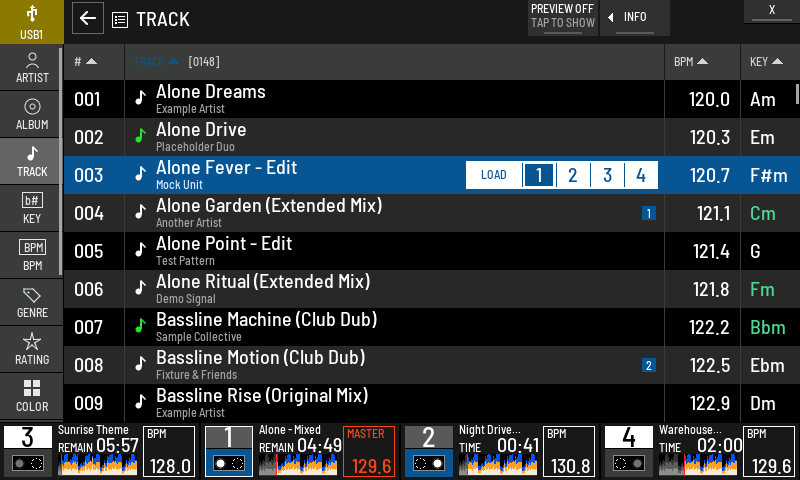 USB1
TRACK
PREVIEW OFF
TAP TO SHOW
INFO
X
ARTIST
ALBUM
TRACK
b#
KEY
BPM
BPM
GENRE
RATING
COLOR
# TRACK [0148] BPM KEY
001 Alone Dreams 120.0 Am
Example Artist
002 Alone Drive 120.3 Em
Placeholder Duo
003 Alone Fever - Edit LOAD 1 2 3 4 120.7 F#m
Mock Unit
004 Alone Garden (Extended Mix) 1 121.1 Cm
Another Artist
005 Alone Point - Edit 121.4 G
Test Pattern
006 Alone Ritual (Extended Mix) 121.8 Fm
Demo Signal
007 Bassline Machine (Club Dub) 122.2 Bbm
Sample Collective
008 Bassline Motion (Club Dub) 2 122.5 Ebm
Fixture & Friends
009 Bassline Rise (Original Mix) 122.9 Dm
Example Artist
3 Sunrise Theme
REMAIN 05:57
BPM
128.0
1 Alone - Mixed
REMAIN 04:49
MASTER
129.6
2 Night Drive...
TIME 00:41
BPM
130.8
4 Warehouse...
TIME 02:00
BPM
129.6